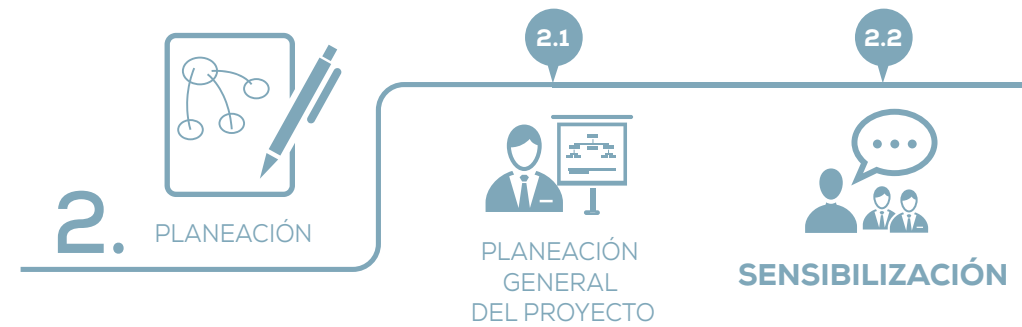 2.
PLANEACIÓN
2.1
PLANEACIÓN
GENERAL
DEL PROYECTO
2.2
SENSIBILIZACIÓN